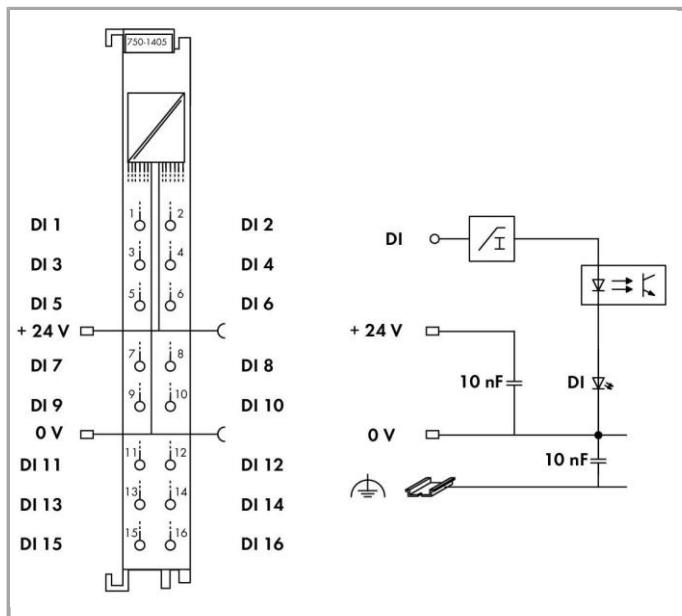 750-1405
DI 1 1 2 DI 2
DI 3 3 4 DI 4
DI 5 5 6 DI 6
+ 24 V
DI 7 7 8 DI 8
DI 9 9 10 DI 10
0 V
DI 11 11 12 DI 12
DI 13 13 14 DI 14
DI 15 15 16 DI 16
DI I
+ 24 V
10 nF DI
0 V
10 nF